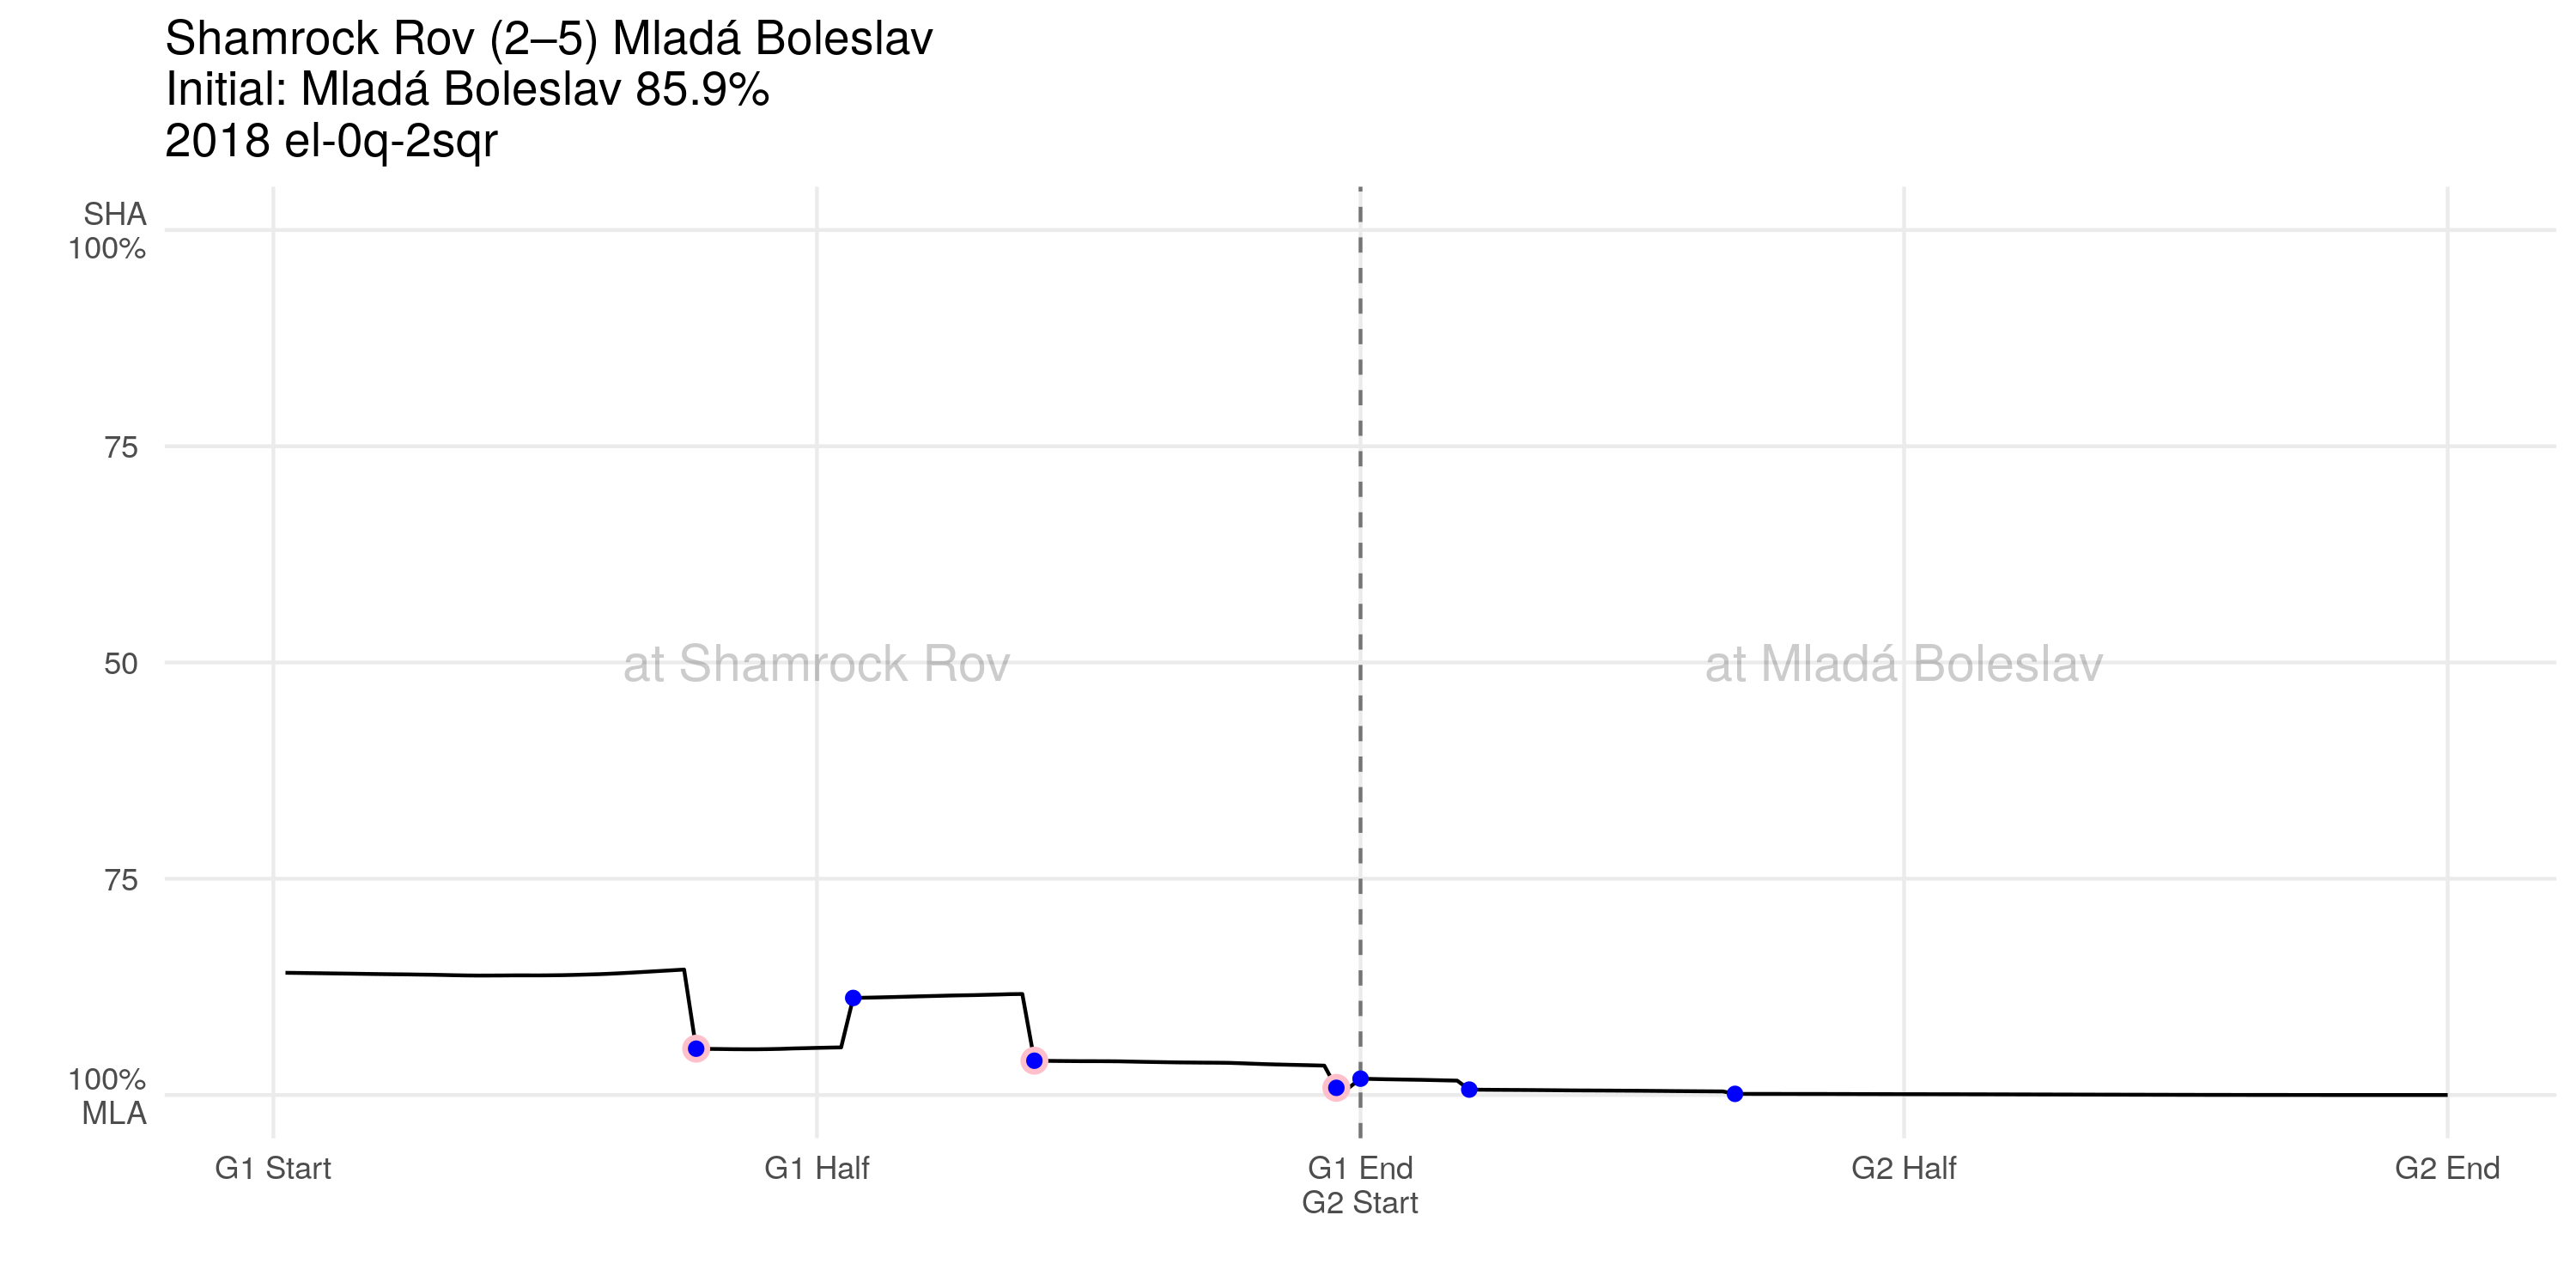 Shamrock Rov (2–5) Mladá Boleslav
Initial: Mladá Boleslav 85.9%
2018 el-0q-2sqr
SHA
100%
75
50
75
100%
MLA
at Shamrock Rov
at Mladá Boleslav
G1 Start
G1 Half
G1 End
G2 Start
G2 Half
G2 End